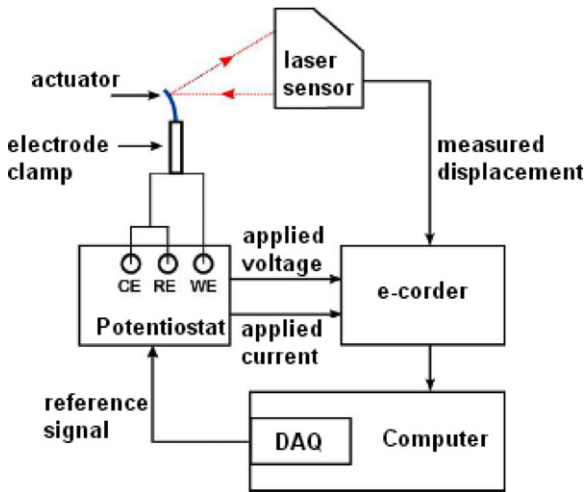 laser
sensor
actuator
electrode
clamp
measured
displacement
applied
voltage
CE RE WE
Potentiostat
e-corder
applied
current
reference
signal
DAQ
Computer